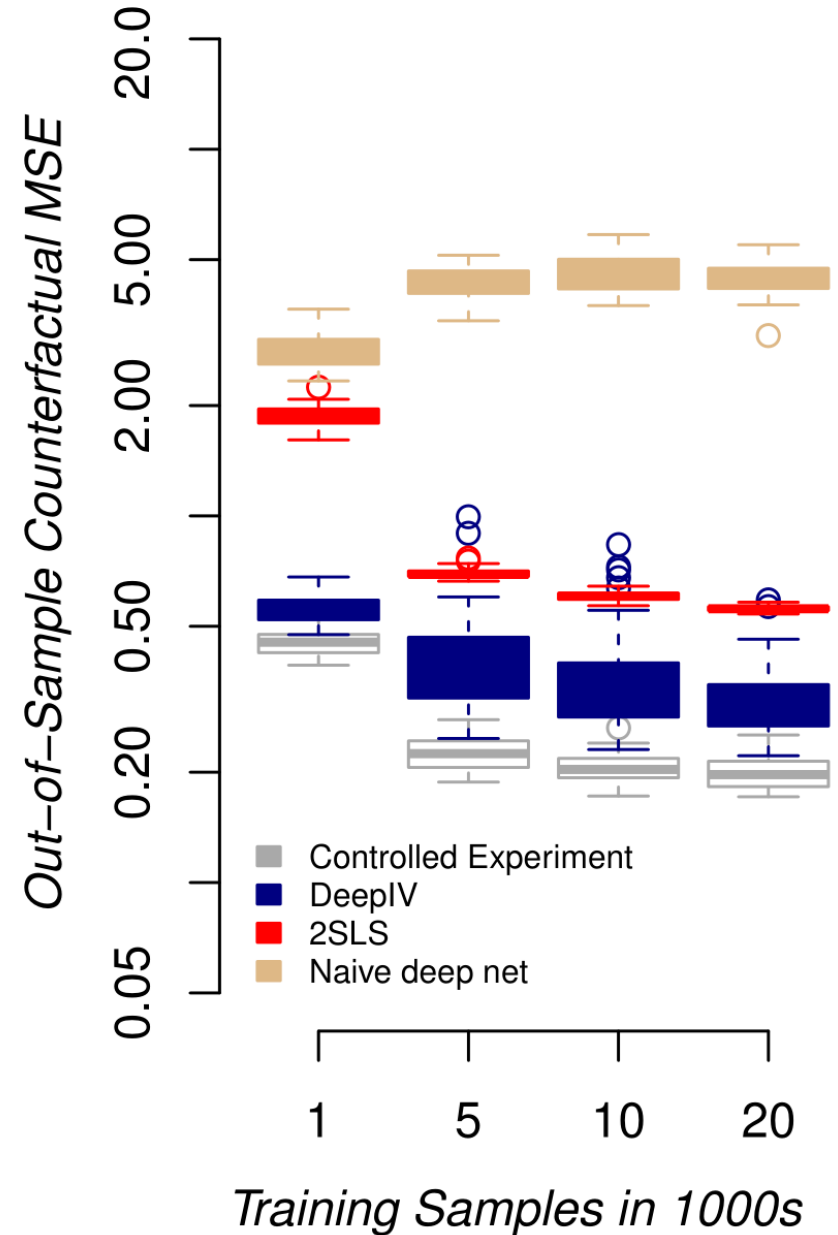 Out-of-Sample Counterfactual MSE
20.0
5.00
2.00
0.50
0.20
0.05
Controlled Experiment
DeepIV
2SLS
Naive deep net
1 5 10 20
Training Samples in 1000s